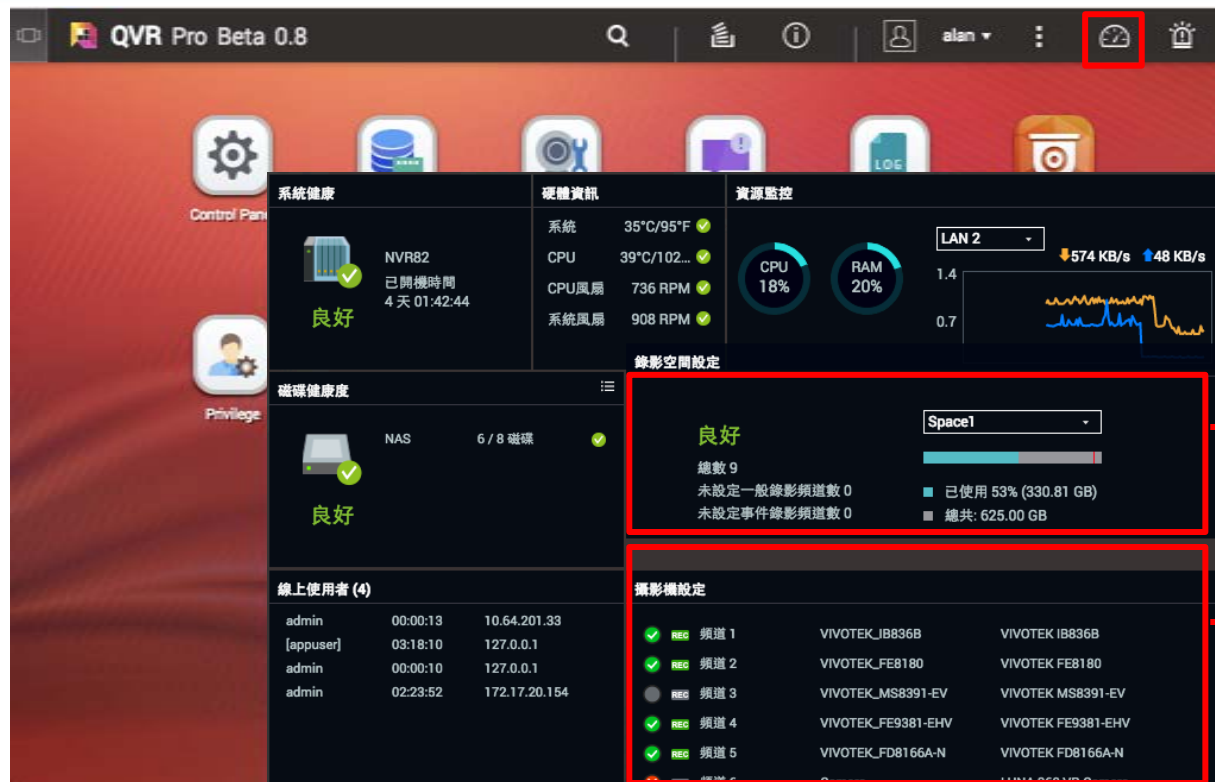 QVR Pro Beta 0.8
alan
LOG
Control Pan
Privilege
系統健康
NVR82
已開機時間
4 天 01:42:44
良好
硬體資訊
系統 35°C/95°F
CPU 39°C/102...
CPU風扇 736 RPM
系統風扇 908 RPM
資源監控
CPU
18%
RAM
20%
LAN 2
574 KB/s 48 KB/s
1.4
0.7
磁碟健康度
NAS 6 / 8 磁碟
良好
錄影空間設定
良好
總數 9
未設定一般錄影頻道數 0
未設定事件錄影頻道數 0
Space1
已使用 53% (330.81 GB)
總共: 625.00 GB
線上使用者 (4)
admin 00:00:13 10.64.201.33
[appuser] 03:18:10 127.0.0.1
admin 00:00:10 127.0.0.1
admin 02:23:52 172.17.20.154
攝影機設定
REC 頻道 1 VIVOTEK_IB836B VIVOTEK IB836B
REC 頻道 2 VIVOTEK_FE8180 VIVOTEK FE8180
REC 頻道 3 VIVOTEK_MS8391-EV VIVOTEK MS8391-EV
REC 頻道 4 VIVOTEK_FE9381-EHV VIVOTEK FE9381-EHV
REC 頻道 5 VIVOTEK_FD8166A-N VIVOTEK FD8166A-N